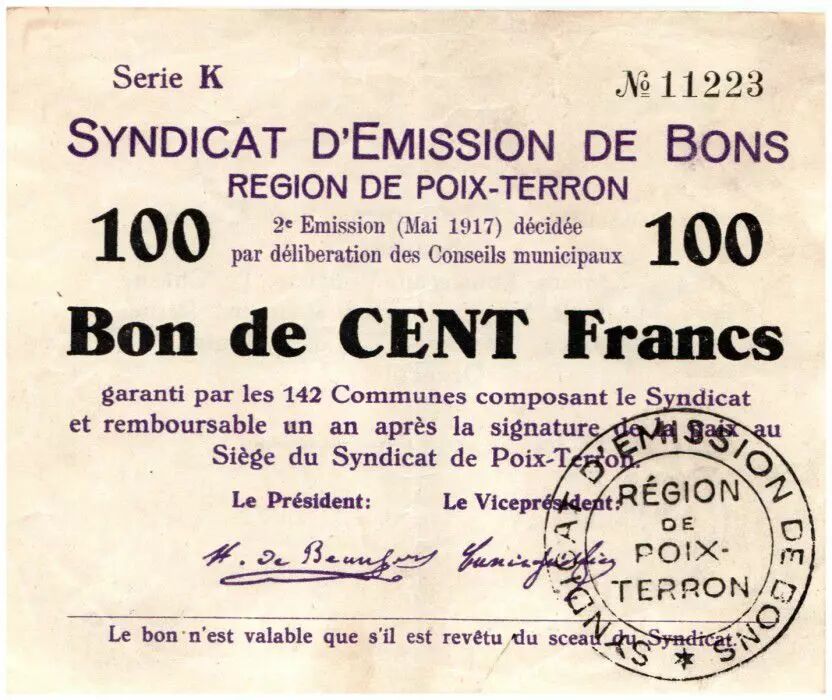 Serie K
№ 11223
SYNDICAT D'EMISSION DE BONS
REGION DE POIX-TERRON
100
2e Emission (Mai 1917) décidée
par déliberation des Conseils municipaux
100
Bon de CENT Francs
garanti par les 142 Communes composant le Syndicat
et remboursable un an après la signature de la paix au
Siège du Syndicat de Poix-Terron.
Le Président:
Le Viceprésident:
H. de Beauffort
SYNDICAT D'EMISSION DE BONS
RÉGION
DE
POIX-
TERRON
Le bon n'est valable que s'il est revêtu du sceau du Syndicat.